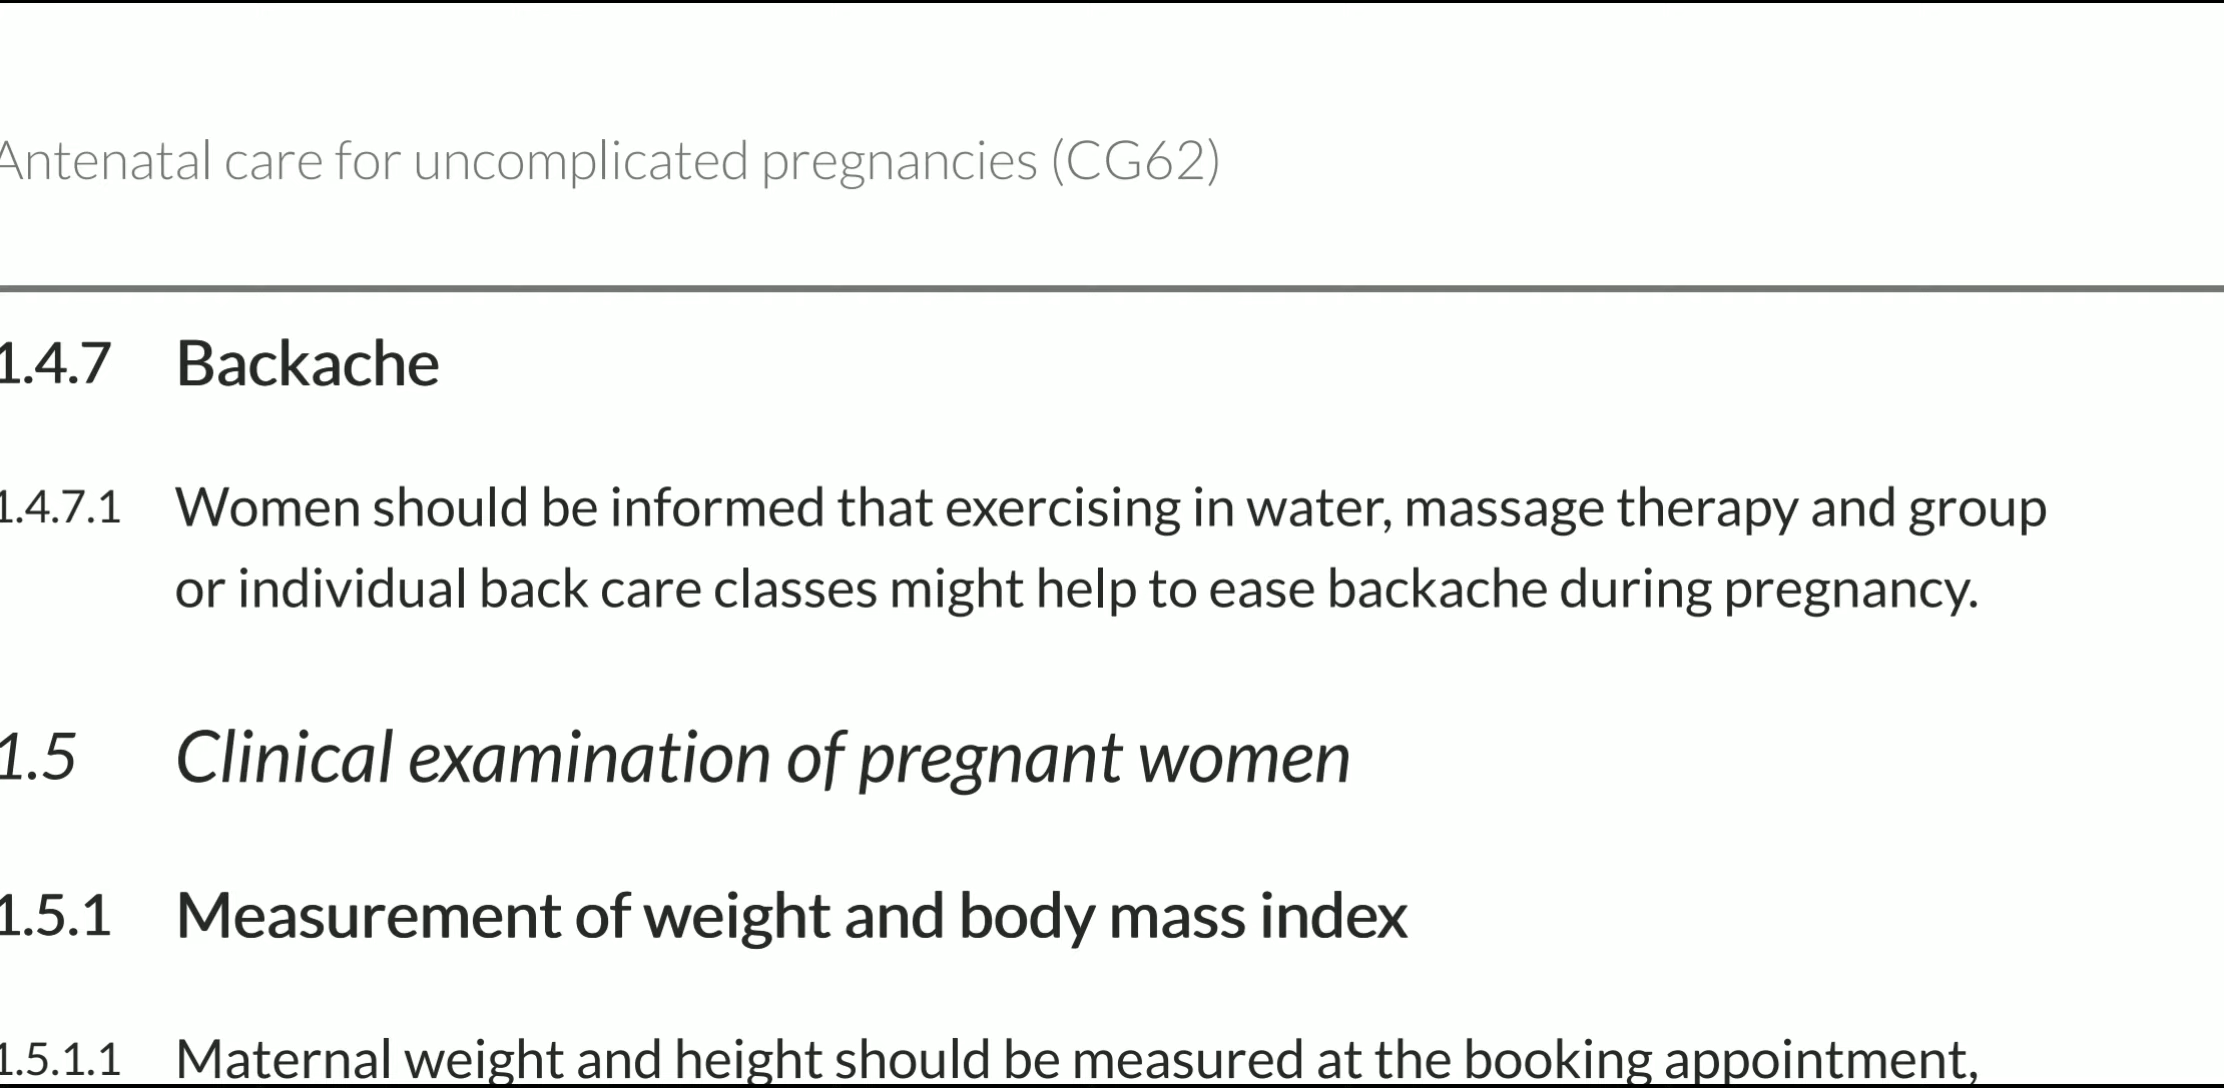 Antenatal care for uncomplicated pregnancies (CG62)
1.4.7 Backache
1.4.7.1 Women should be informed that exercising in water, massage therapy and group
or individual back care classes might help to ease backache during pregnancy.
1.5 Clinical examination of pregnant women
1.5.1 Measurement of weight and body mass index
1.5.1.1 Maternal weight and height should be measured at the booking appointment,